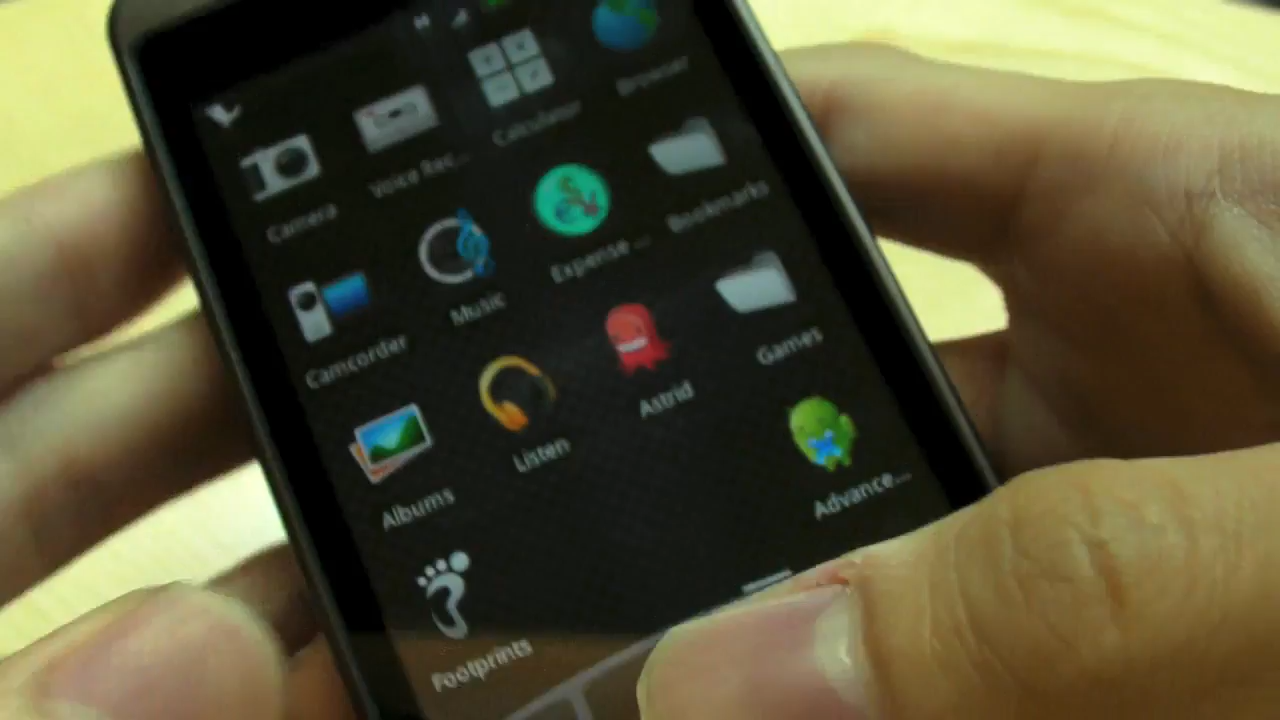 Camera
Voice Rec...
Calculator
Browser
Camcorder
Music
Expense ...
Bookmarks
Albums
Listen
Astrid
Games
Footprints
Advance...